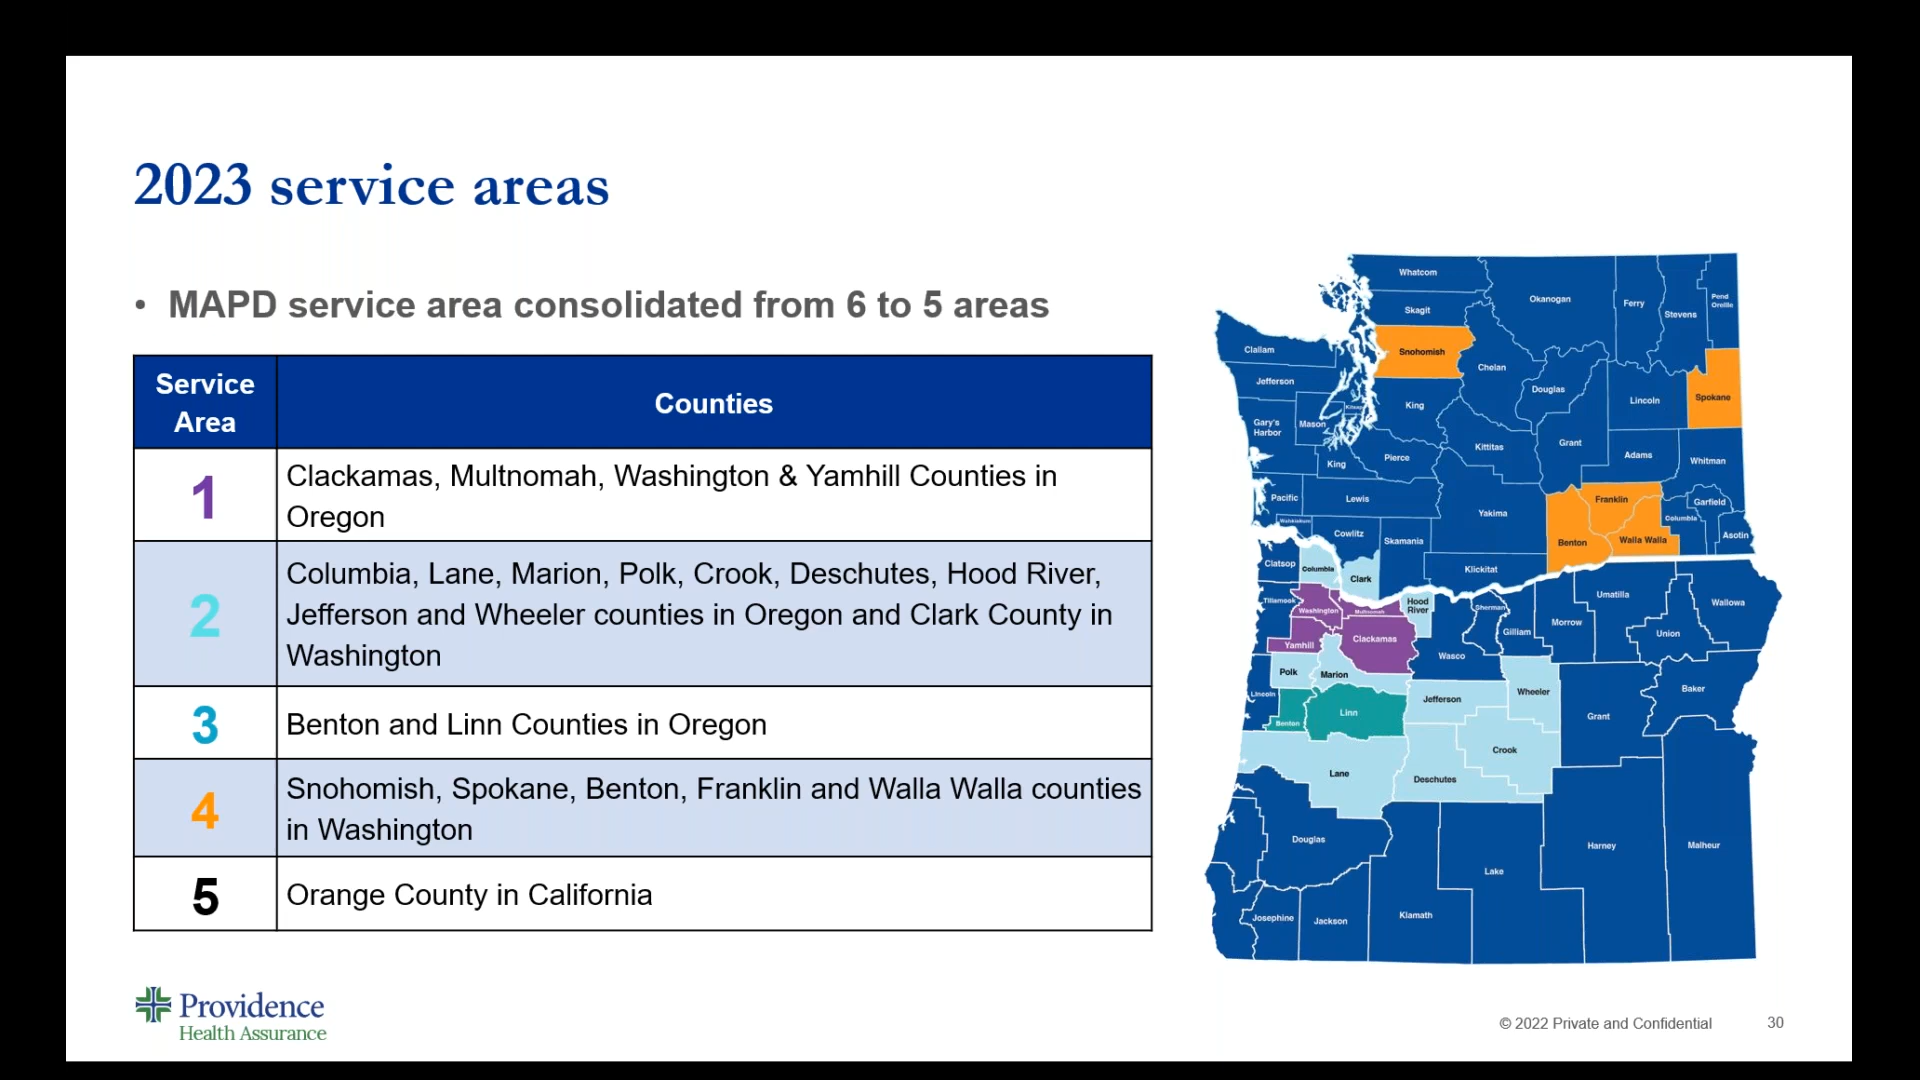 2023 service areas
• MAPD service area consolidated from 6 to 5 areas
Service
Area
Counties
1
Clackamas, Multnomah, Washington & Yamhill Counties in
Oregon
2
Columbia, Lane, Marion, Polk, Crook, Deschutes, Hood River,
Jefferson and Wheeler counties in Oregon and Clark County in
Washington
3
Benton and Linn Counties in Oregon
4
Snohomish, Spokane, Benton, Franklin and Walla Walla counties
in Washington
5
Orange County in California
Whatcom
Okanogan
Ferry
Pend
Oreille
Stevens
Skagit
Snohomish
Clallam
Chelan
Jefferson
Douglas
Lincoln
Spokane
King
Kitsap
Gary's
Harbor
Mason
Kittitas
Grant
Adams
Whitman
King
Pierce
Pacific
Lewis
Franklin
Garfield
Yakima
Columbia
Wahkiakum
Cowlitz
Skamania
Benton
Walla Walla
Asotin
Clatsop
Columbia
Clark
Klickitat
Tillamook
Washington
Multnomah
Hood
River
Sherman
Umatilla
Wallowa
Gilliam
Morrow
Union
Yamhill
Clackamas
Wasco
Polk
Marion
Lincoln
Jefferson
Wheeler
Baker
Benton
Linn
Grant
Crook
Lane
Deschutes
Douglas
Harney
Malheur
Lake
Josephine
Jackson
Klamath
Providence
Health Assurance
© 2022 Private and Confidential
30